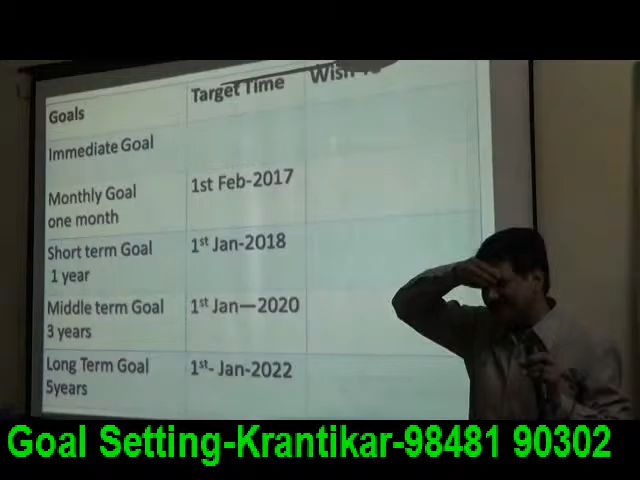 Goals
Target Time
Wish
Immediate Goal
Monthly Goal
one month
1st Feb-2017
Short term Goal
1 year
1st Jan-2018
Middle term Goal
3 years
1st Jan—2020
Long Term Goal
5years
1st- Jan-2022
Goal Setting-Krantikar-98481 90302